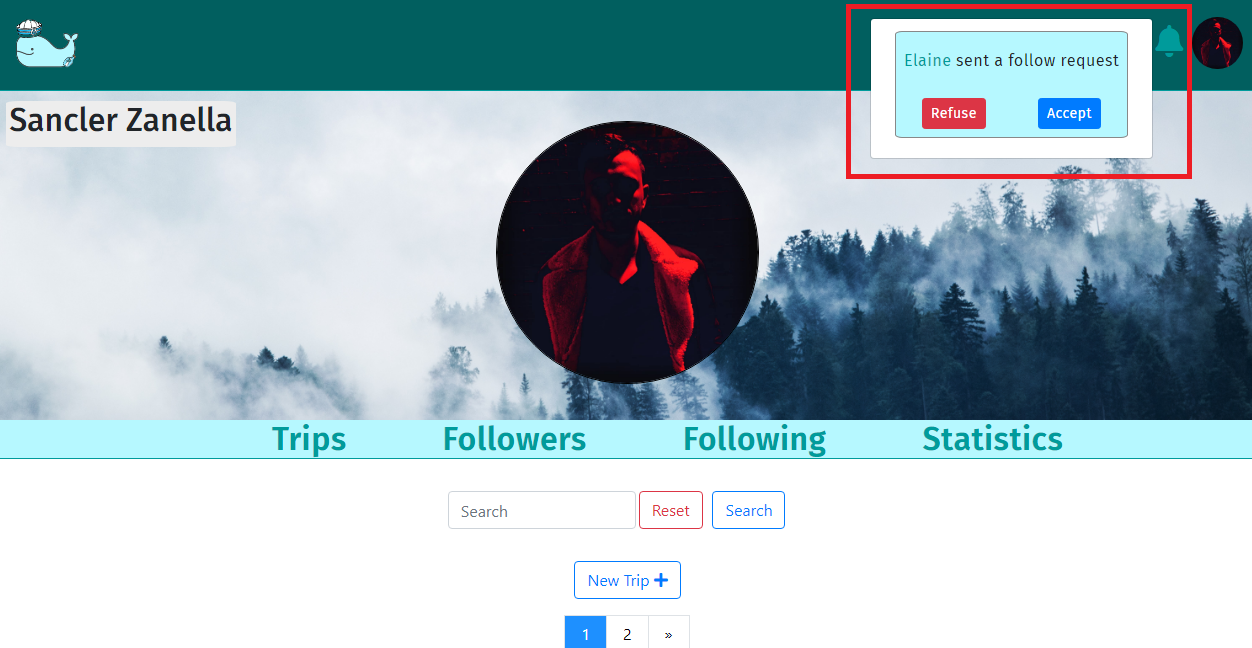 Elaine sent a follow request
Refuse Accept
Sancler Zanella
Trips Followers Following Statistics
Search Reset Search
New Trip
1 2 »